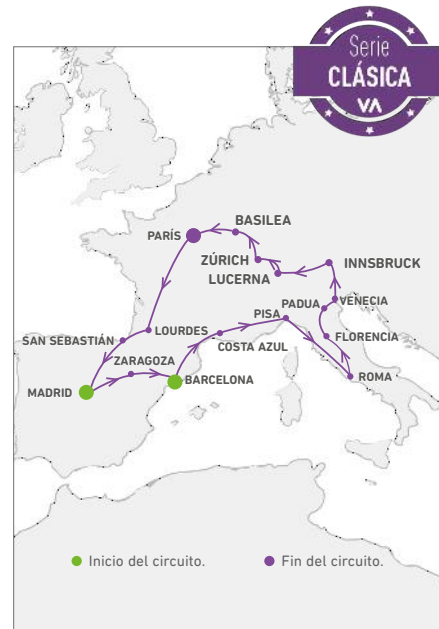 Serie
CLÁSICA
VA
BASILEA
PARÍS
ZÚRICH
LUCERNA
INNSBRUCK
PADUA
VENECIA
PISA
SAN SEBASTIÁN
LOURDES
FLORENCIA
COSTA AZUL
ZARAGOZA
BARCELONA
ROMA
MADRID
Inicio del circuito.
Fin del circuito.